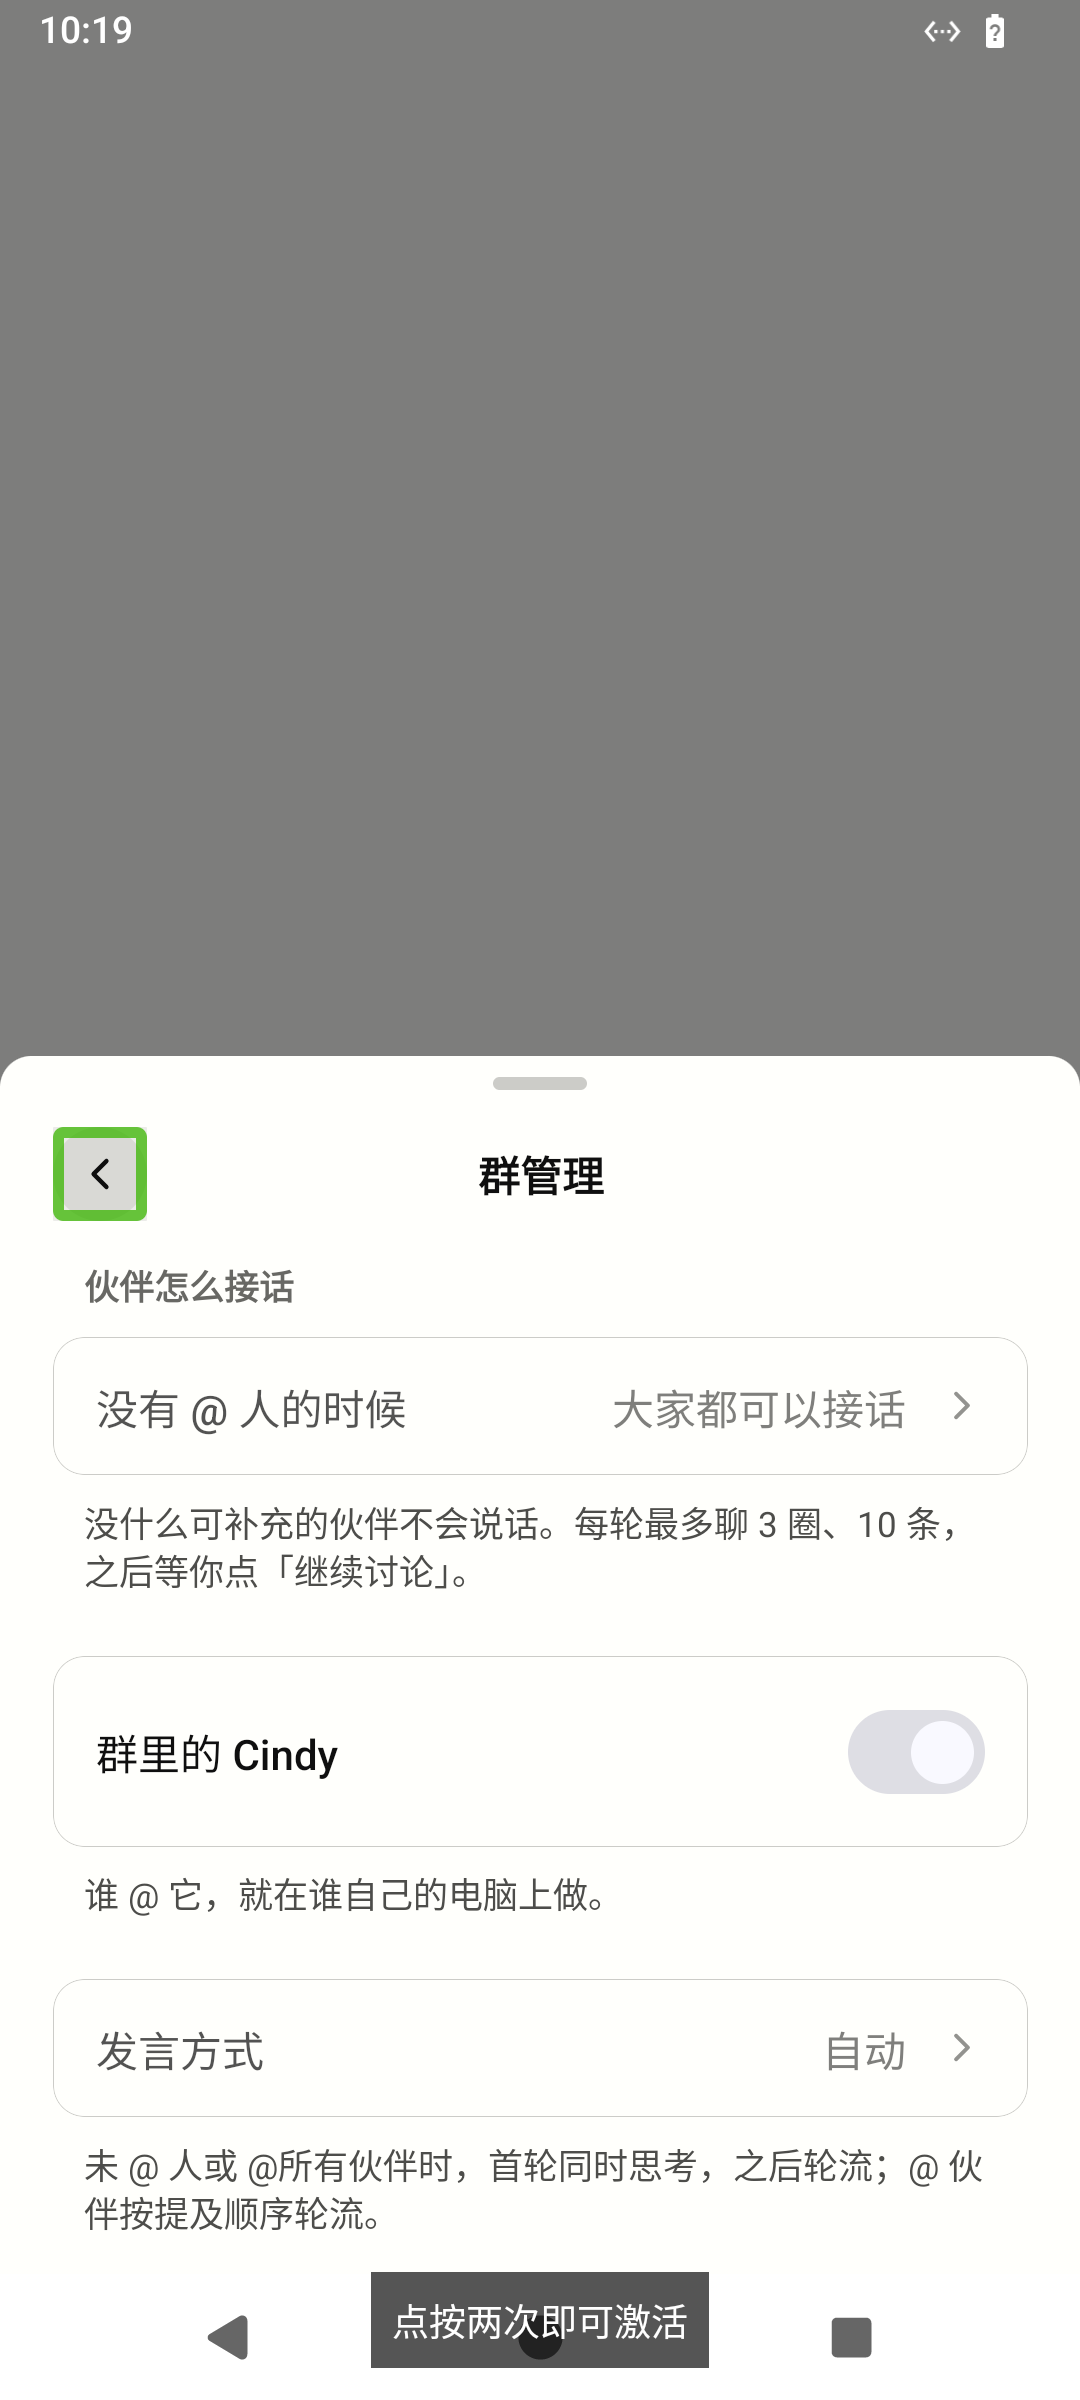 10:19
群管理
伙伴怎么接话
没有 @ 人的时候
大家都可以接话
没什么可补充的伙伴不会说话。每轮最多聊 3 圈、10 条，
之后等你点「继续讨论」。
群里的 Cindy
谁 @ 它，就在谁自己的电脑上做。
发言方式
自动
未 @ 人或 @所有伙伴时，首轮同时思考，之后轮流；@ 伙
伴按提及顺序轮流。
点按两次即可激活